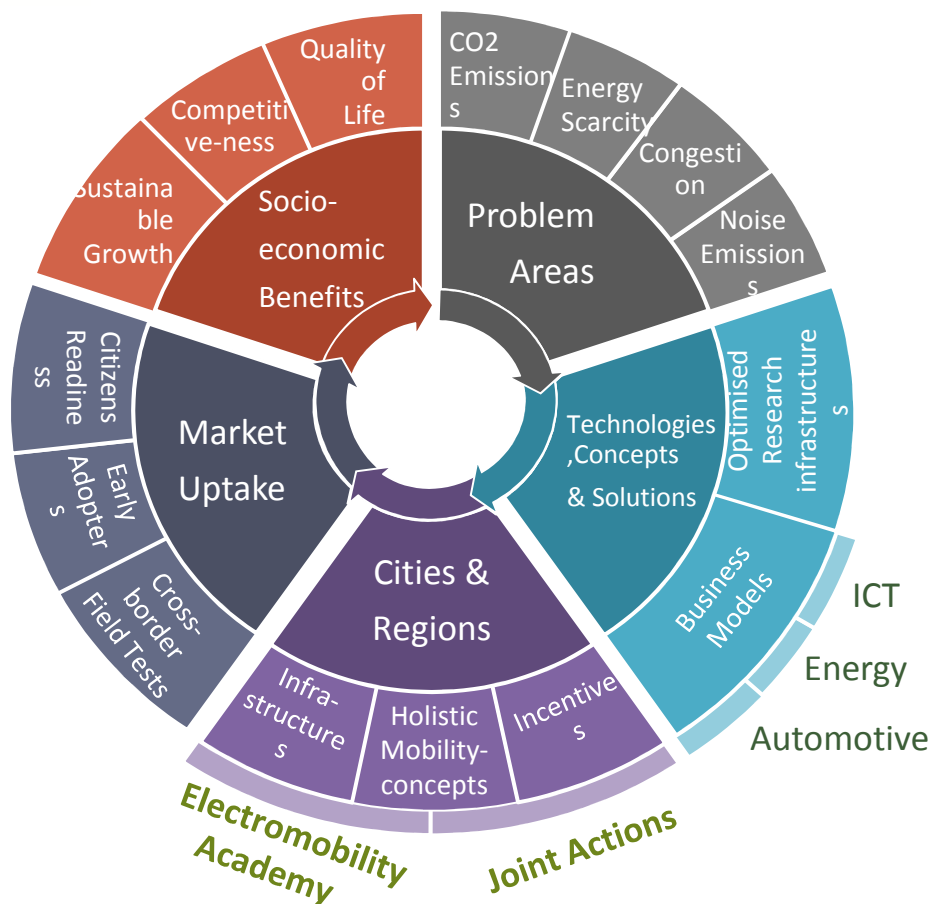 Quality
of
Life
Competiti
ve-ness
Sustaina
ble
Growth
Socio-
economic
Benefits
CO2
Emission
s
Energy
Scarcity
Congesti
on
Noise
Emission
s
Problem
Areas
Optimised
Research
infrastructure
s
Technologies
,Concepts
& Solutions
Business
Models
ICT
Energy
Automotive
Cities &
Regions
Incentive
s
Holistic
Mobility-
concepts
Infra-
structure
s
Joint Actions
Electromobility
Academy
Market
Uptake
Citizens
Readline
ss
Early
Adopter
s
Cross-
border
Field Tests